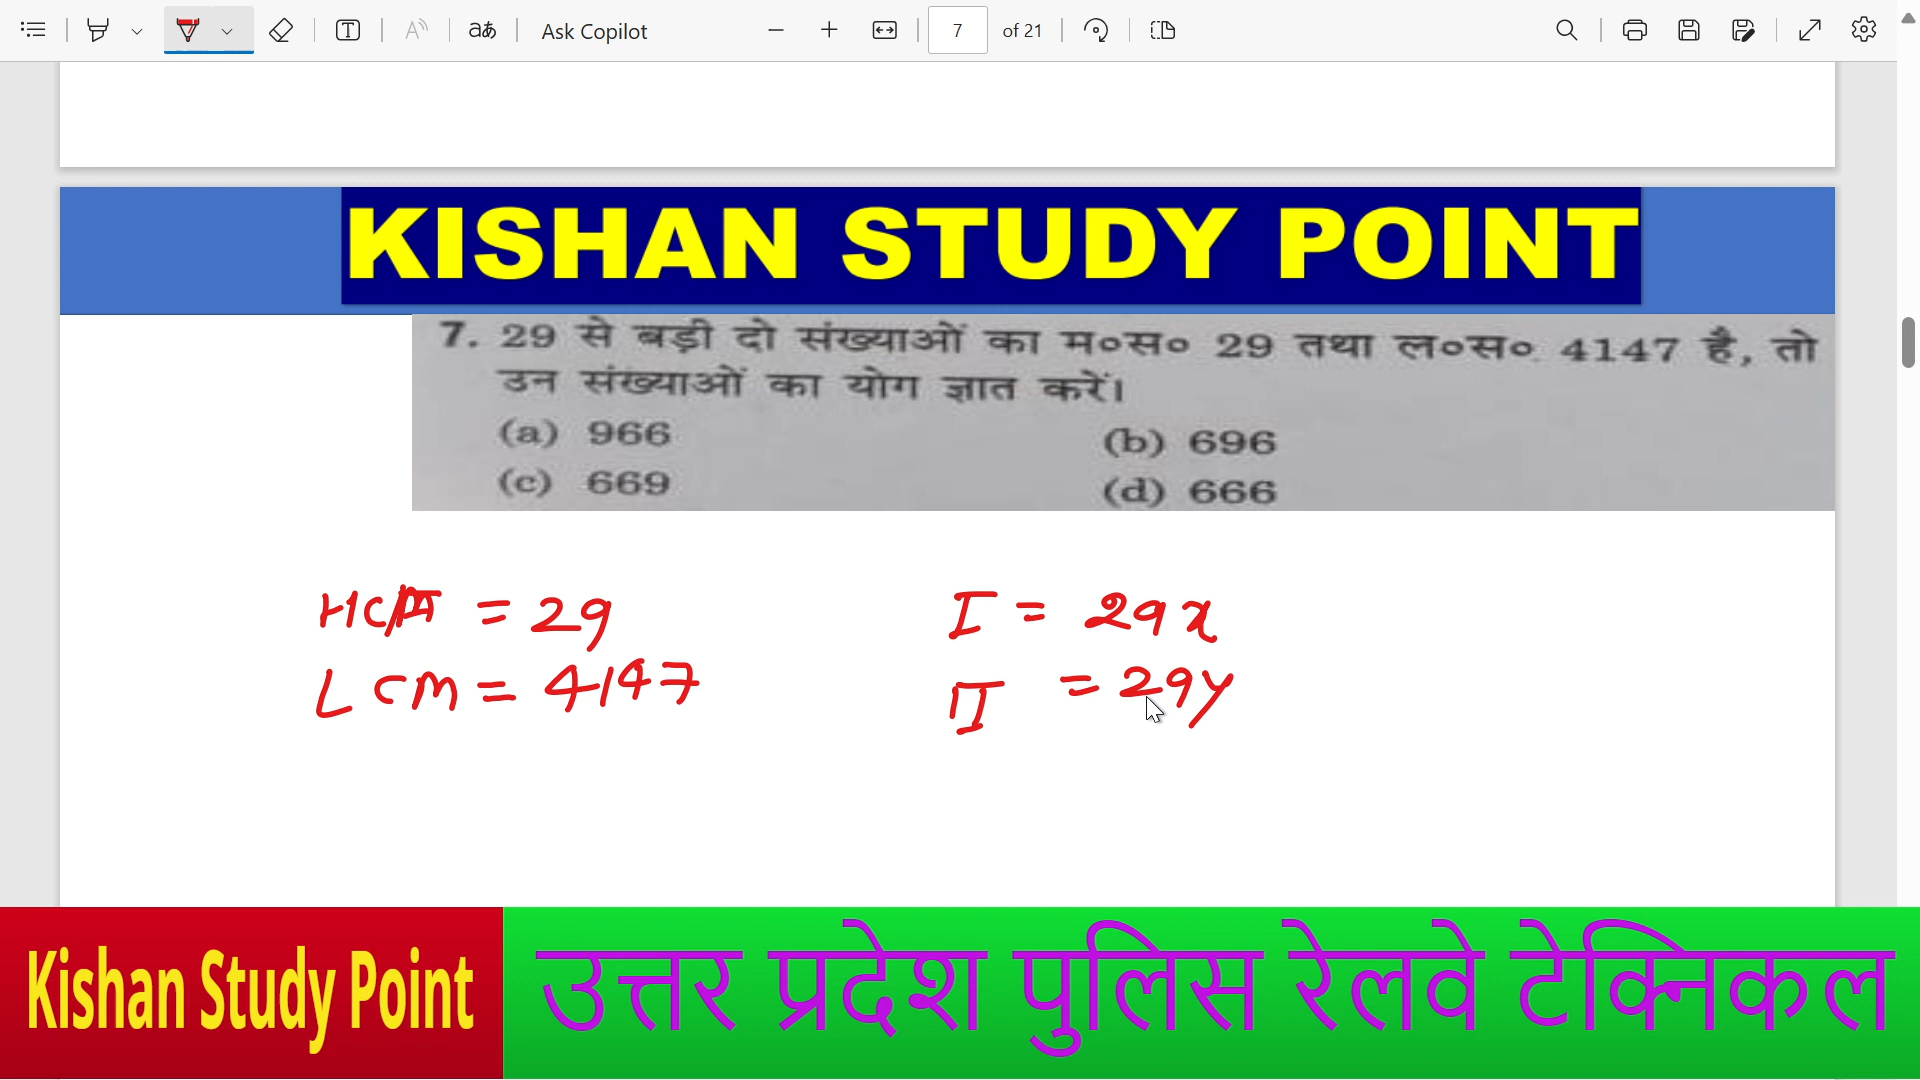 Ask Copilot 7 of 21
KISHAN STUDY POINT
7. 29 से बड़ी दो संख्याओं का म०स० 29 तथा ल०स० 4147 है, तो
उन संख्याओं का योग ज्ञात करें।
(a) 966 (b) 696
(c) 669 (d) 666
= 29 I = 29x
LCM = 4147 II = 29y
Kishan Study Point उत्तर प्रदेश पुलिस रेलवे टेक्निकल